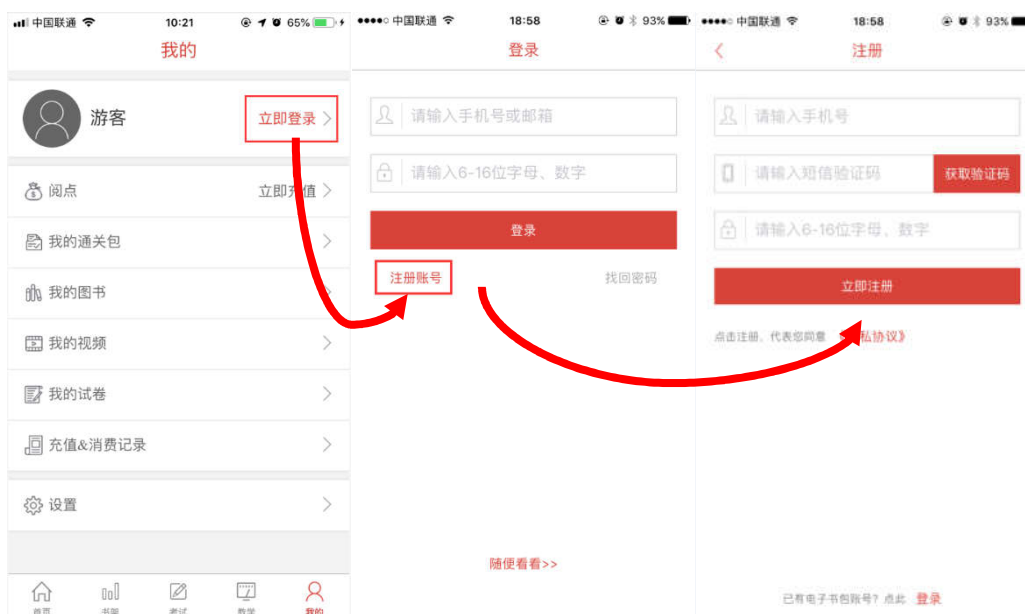 中国联通
10:21
65%
我的
游客
立即登录
阅点
立即充值
我的通关包
我的图书
我的视频
我的试卷
充值&消费记录
设置
首页
书架
考试
教学
我的
中国联通
18:58
93%
登录
请输入手机号或邮箱
请输入6-16位字母、数字
登录
注册账号
找回密码
随便看看>>
中国联通
18:58
93%
注册
请输入手机号
请输入短信验证码
获取验证码
请输入6-16位字母、数字
立即注册
点击注册、代表您同意
私协议》
已有电子书包账号？点此 登录